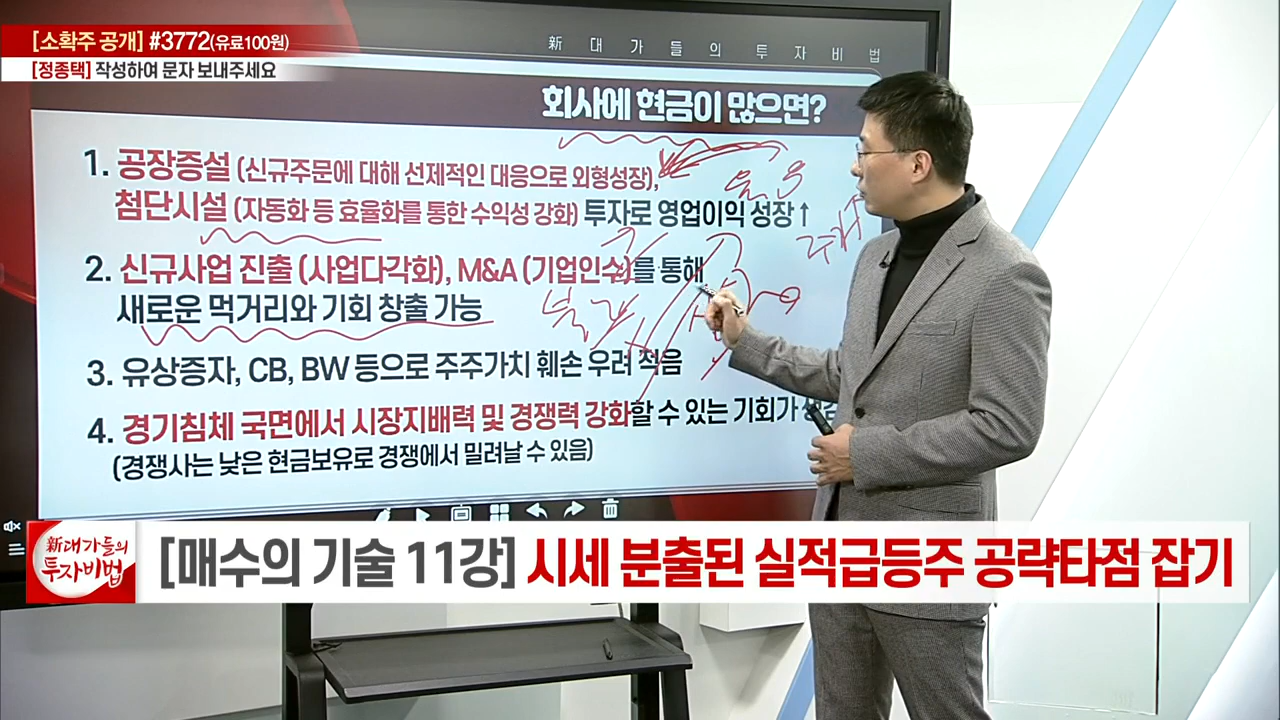 [소확주 공개] #3772(유료100원)
[정종택] 작성하여 문자 보내주세요
新 대가들의 투자비법
회사에 현금이 많으면?
1. 공장증설 (신규주문에 대해 선제적인 대응으로 외형성장),
첨단시설 (자동화 등 효율화를 통한 수익성 강화) 투자로 영업이익 성장↑
2. 신규사업 진출 (사업다각화), M&A (기업인수)를 통해
새로운 먹거리와 기회 창출 가능
3. 유상증자, CB, BW 등으로 주주가치 훼손 우려 적음
4. 경기침체 국면에서 시장지배력 및 경쟁력 강화할 수 있는 기회가
(경쟁사는 낮은 현금보유로 경쟁에서 밀려날 수 있음)
新대가들의
투자비법
[매수의 기술 11강] 시세 분출된 실적급등주 공략타점 잡기